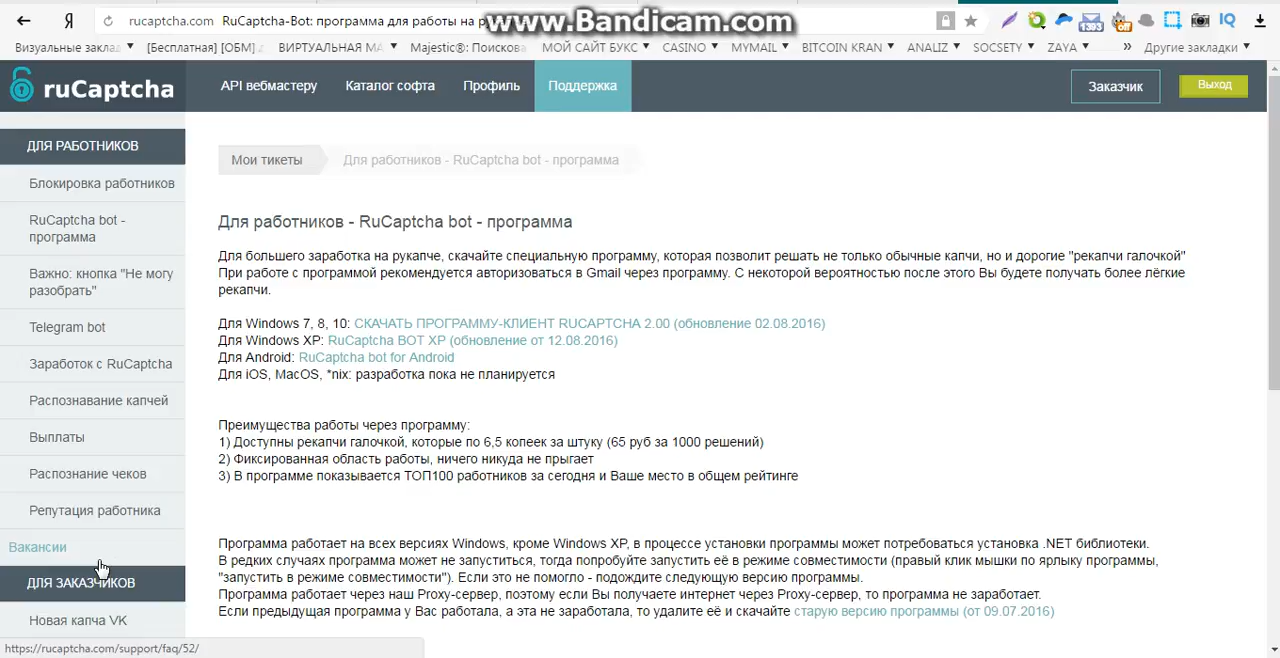 rucaptcha.com RuCaptcha-Bot: программа для работы на р
www.Bandicam.com
Визуальные заклад
[Бесплатная] [ОБМ]
ВИРТУАЛЬНАЯ МА
Majestic®: Поискова
МОЙ САЙТ БУКС
CASINO
MYMAIL
BITCOIN KRAN
ANALIZ
SOCSETY
ZAYA
» Другие закладки
1393
off
IQ
Я
ruCaptcha
API вебмастеру
Каталог софта
Профиль
Поддержка
Заказчик
Выход
ДЛЯ РАБОТНИКОВ
Блокировка работников
RuCaptcha bot -
программа
Важно: кнопка "Не могу
разобрать"
Telegram bot
Заработок с RuCaptcha
Распознавание капчей
Выплаты
Распознание чеков
Репутация работника
Вакансии
ДЛЯ ЗАКАЗЧИКОВ
Новая капча VK
Мои тикеты
Для работников - RuCaptcha bot - программа
Для работников - RuCaptcha bot - программа
Для большего заработка на рукапче, скачайте специальную программу, которая позволит решать не только обычные капчи, но и дорогие "рекапчи галочкой"
При работе с программой рекомендуется авторизоваться в Gmail через программу. С некоторой вероятностью после этого Вы будете получать более лёгкие
рекапчи.
Для Windows 7, 8, 10: СКАЧАТЬ ПРОГРАММУ-КЛИЕНТ RUCAPTCHA 2.00 (обновление 02.08.2016)
Для Windows XP: RuCaptcha BOT XP (обновление от 12.08.2016)
Для Android: RuCaptcha bot for Android
Для iOS, MacOS, *nix: разработка пока не планируется
Преимущества работы через программу:
1) Доступны рекапчи галочкой, которые по 6,5 копеек за штуку (65 руб за 1000 решений)
2) Фиксированная область работы, ничего никуда не прыгает
3) В программе показывается ТОП100 работников за сегодня и Ваше место в общем рейтинге
Программа работает на всех версиях Windows, кроме Windows XP, в процессе установки программы может потребоваться установка .NET библиотеки.
В редких случаях программа может не запуститься, тогда попробуйте запустить её в режиме совместимости (правый клик мышки по ярлыку программы,
"запустить в режиме совместимости"). Если это не помогло - подождите следующую версию программы.
Программа работает через наш Proxy-сервер, поэтому если Вы получаете интернет через Proxy-сервер, то программа не заработает.
Если предыдущая программа у Вас работала, а эта не заработала, то удалите её и скачайте старую версию программы (от 09.07.2016)
https://rucaptcha.com/support/faq/52/